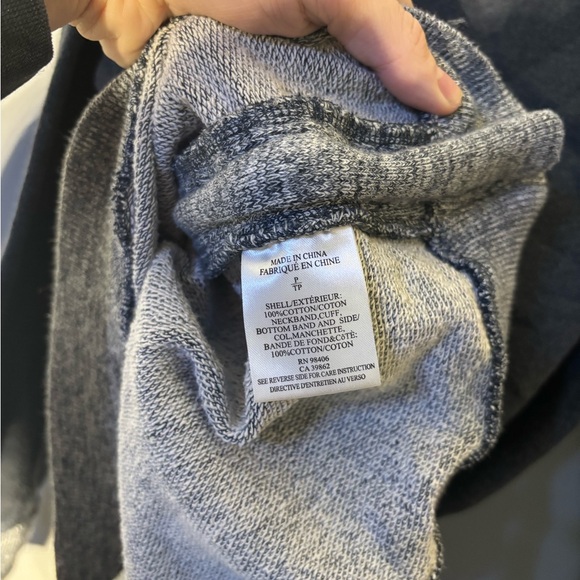 MADE IN CHINA
FABRIQUÉ EN CHINE
P
TP
SHELL/EXTÉRIEUR:
100%COTTON/COTON
NECKBAND,CUFF,
BOTTOM BAND AND SIDE/
COL,MANCHETTE,
BANDE DE FOND&CôTÉ:
100%COTTON/COTON
RN 98406
CA 39862
SEE REVERSE SIDE FOR CARE INSTRUCTION
DIRECTIVE D'ENTRETIEN AU VERSO